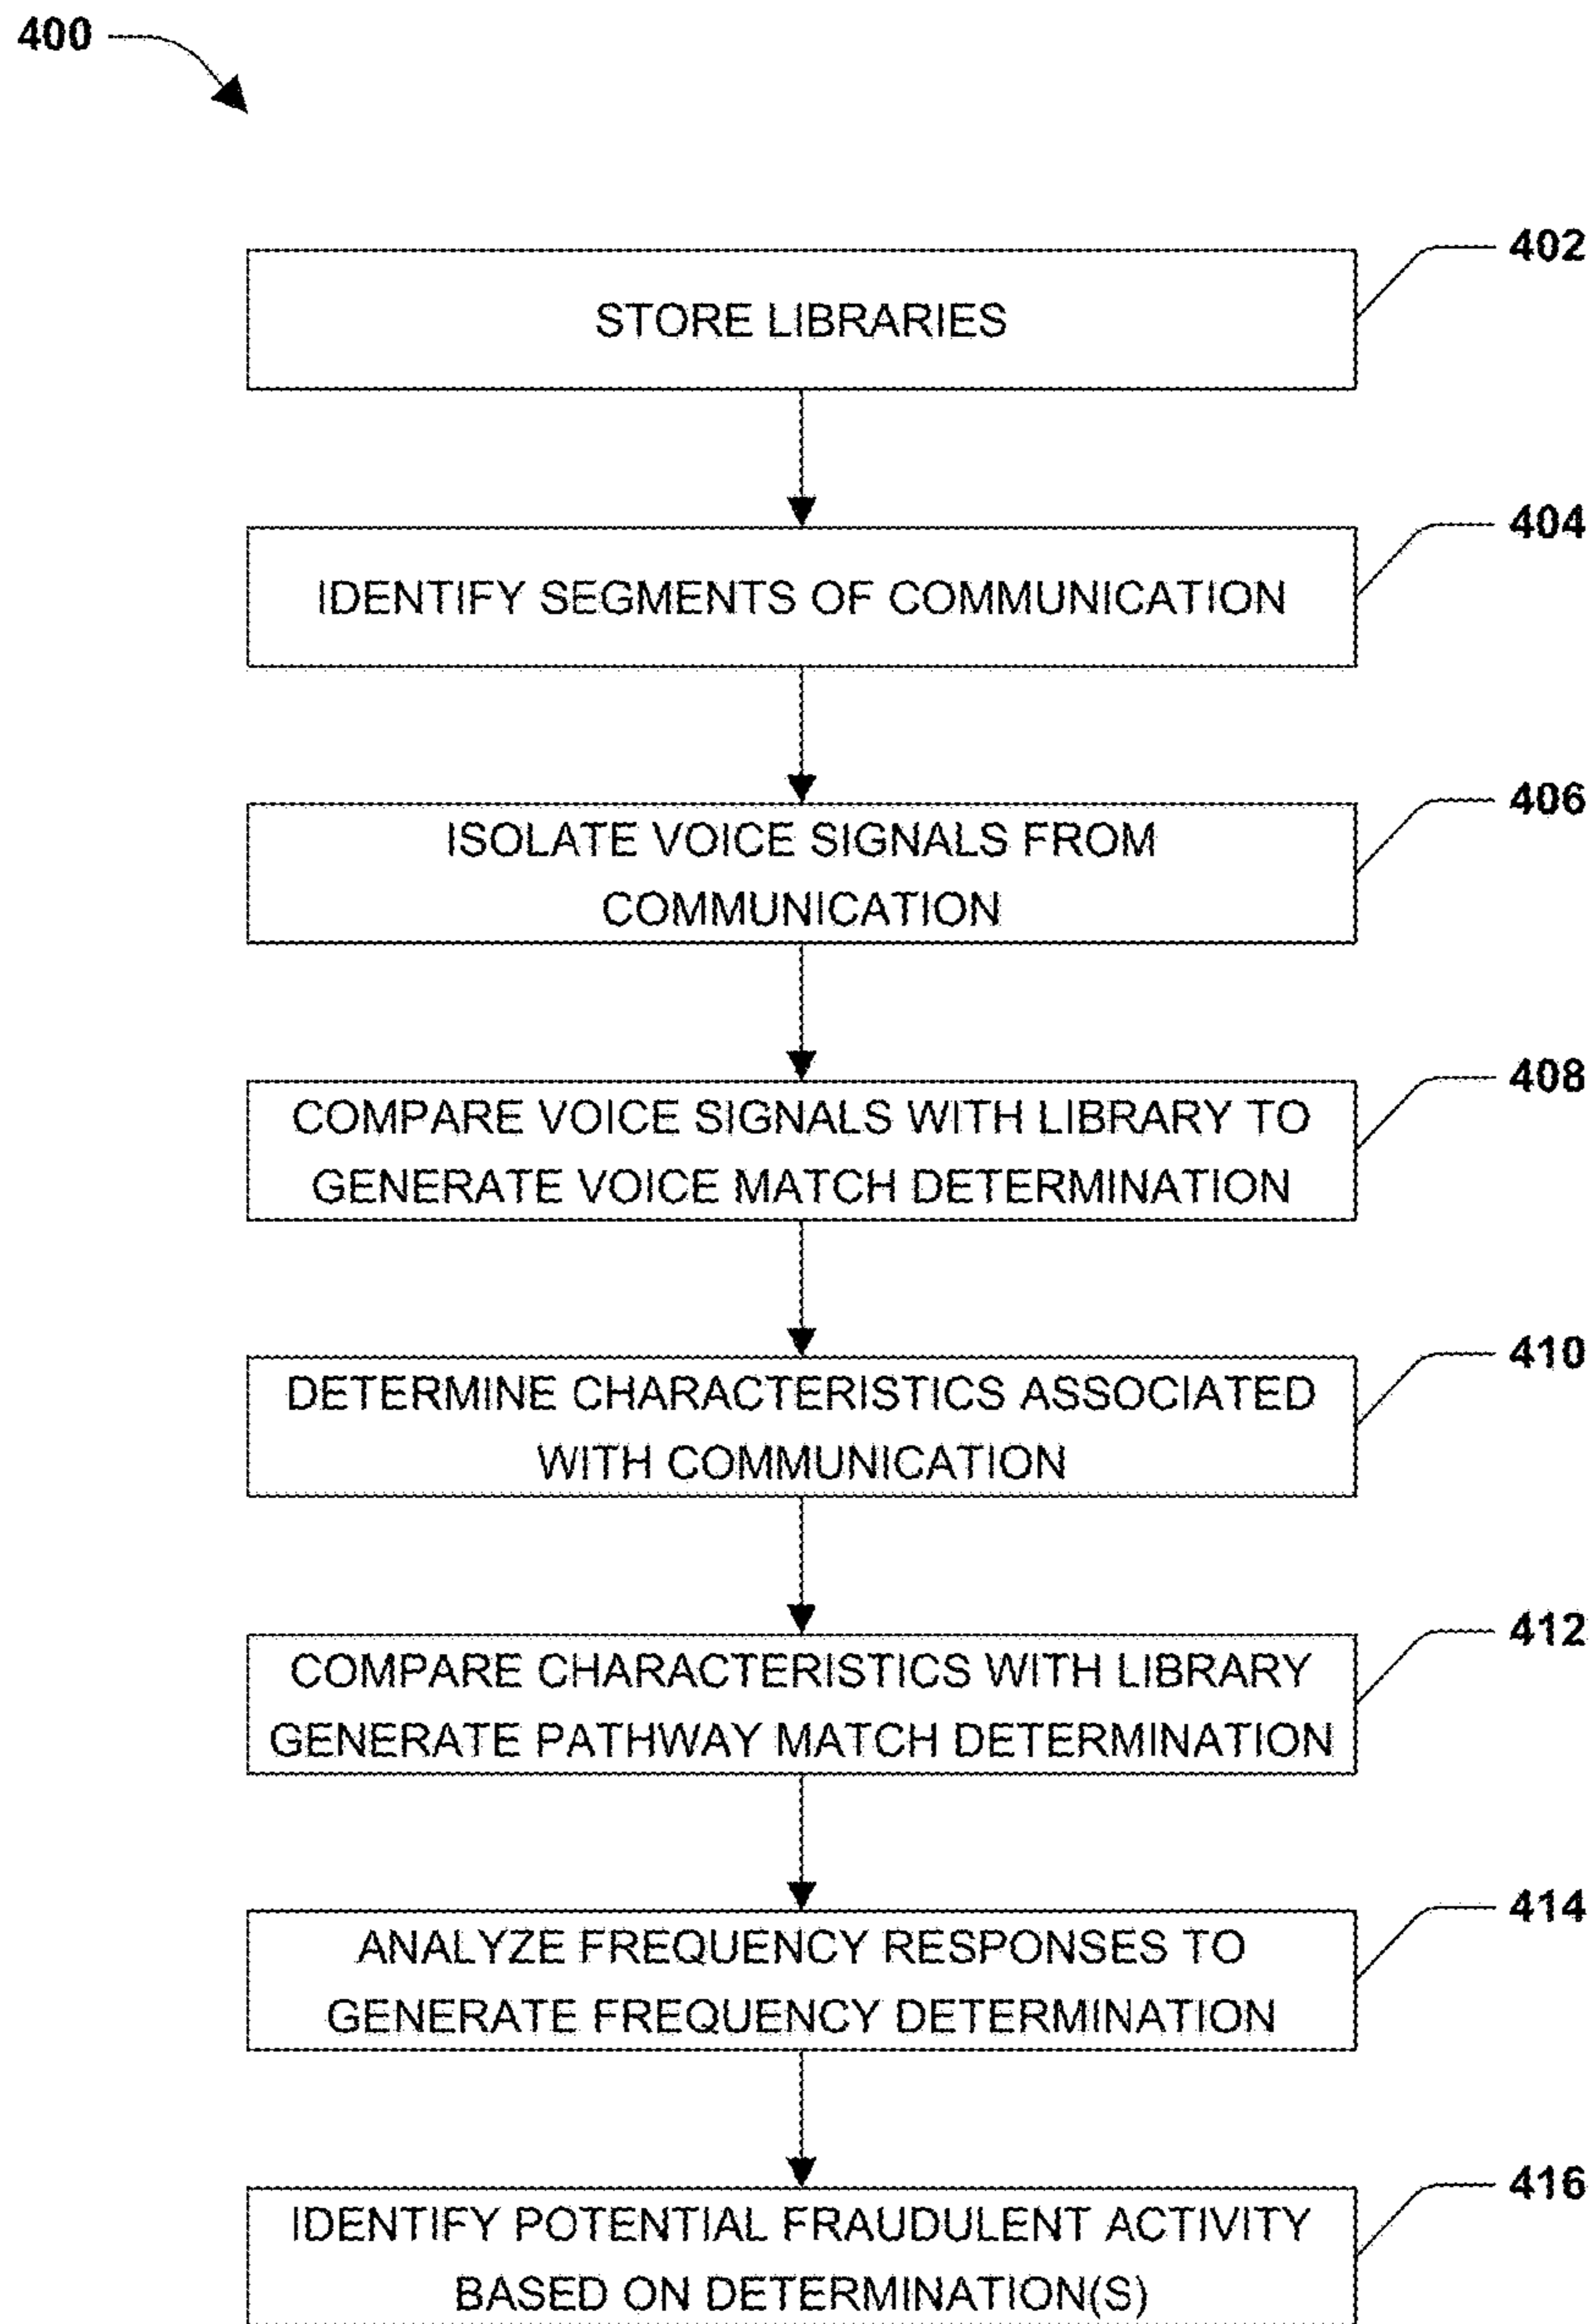 400
402
STORE LIBRARIES
404
IDENTIFY SEGMENTS OF COMMUNICATION
406
ISOLATE VOICE SIGNALS FROM
COMMUNICATION
408
COMPARE VOICE SIGNALS WITH LIBRARY TO
GENERATE VOICE MATCH DETERMINATION
410
DETERMINE CHARACTERISTICS ASSOCIATED
WITH COMMUNICATION
412
COMPARE CHARACTERISTICS WITH LIBRARY
GENERATE PATHWAY MATCH DETERMINATION
414
ANALYZE FREQUENCY RESPONSES TO
GENERATE FREQUENCY DETERMINATION
416
IDENTIFY POTENTIAL FRAUDULENT ACTIVITY
BASED ON DETERMINATION(S)